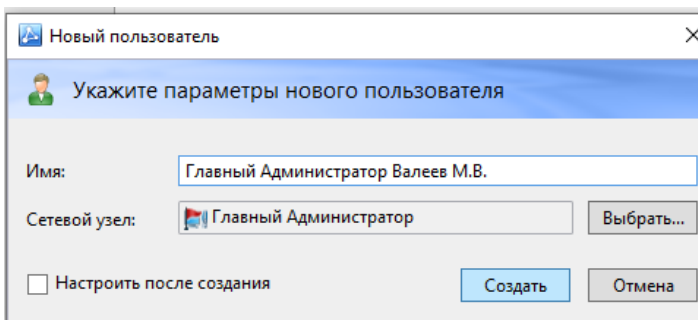 Новый пользователь
Укажите параметры нового пользователя
Имя: Главный Администратор Валеев М.В.
Сетевой узел: Главный Администратор Выбрать...
Настроить после создания Создать Отмена